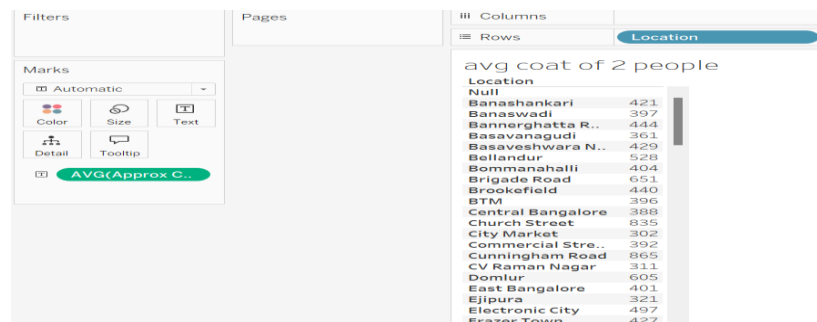 Filters
Pages
Columns
Rows
Location
Marks
Automatic
Color
Size
Text
Detail
Tooltip
AVG(Approx C..
avg coat of 2 people
Location
Null
Banashankari 421
Banaswadi 397
Bannerghatta R.. 444
Basavanagudi 361
Basaveshwara N.. 429
Bellandur 528
Bommanahalli 404
Brigade Road 651
Brookefield 440
BTM 396
Central Bangalore 388
Church Street 835
City Market 302
Commercial Stre.. 392
Cunningham Road 865
CV Raman Nagar 311
Domlur 605
East Bangalore 401
Ejipura 321
Electronic City 497
Frazer Town 427